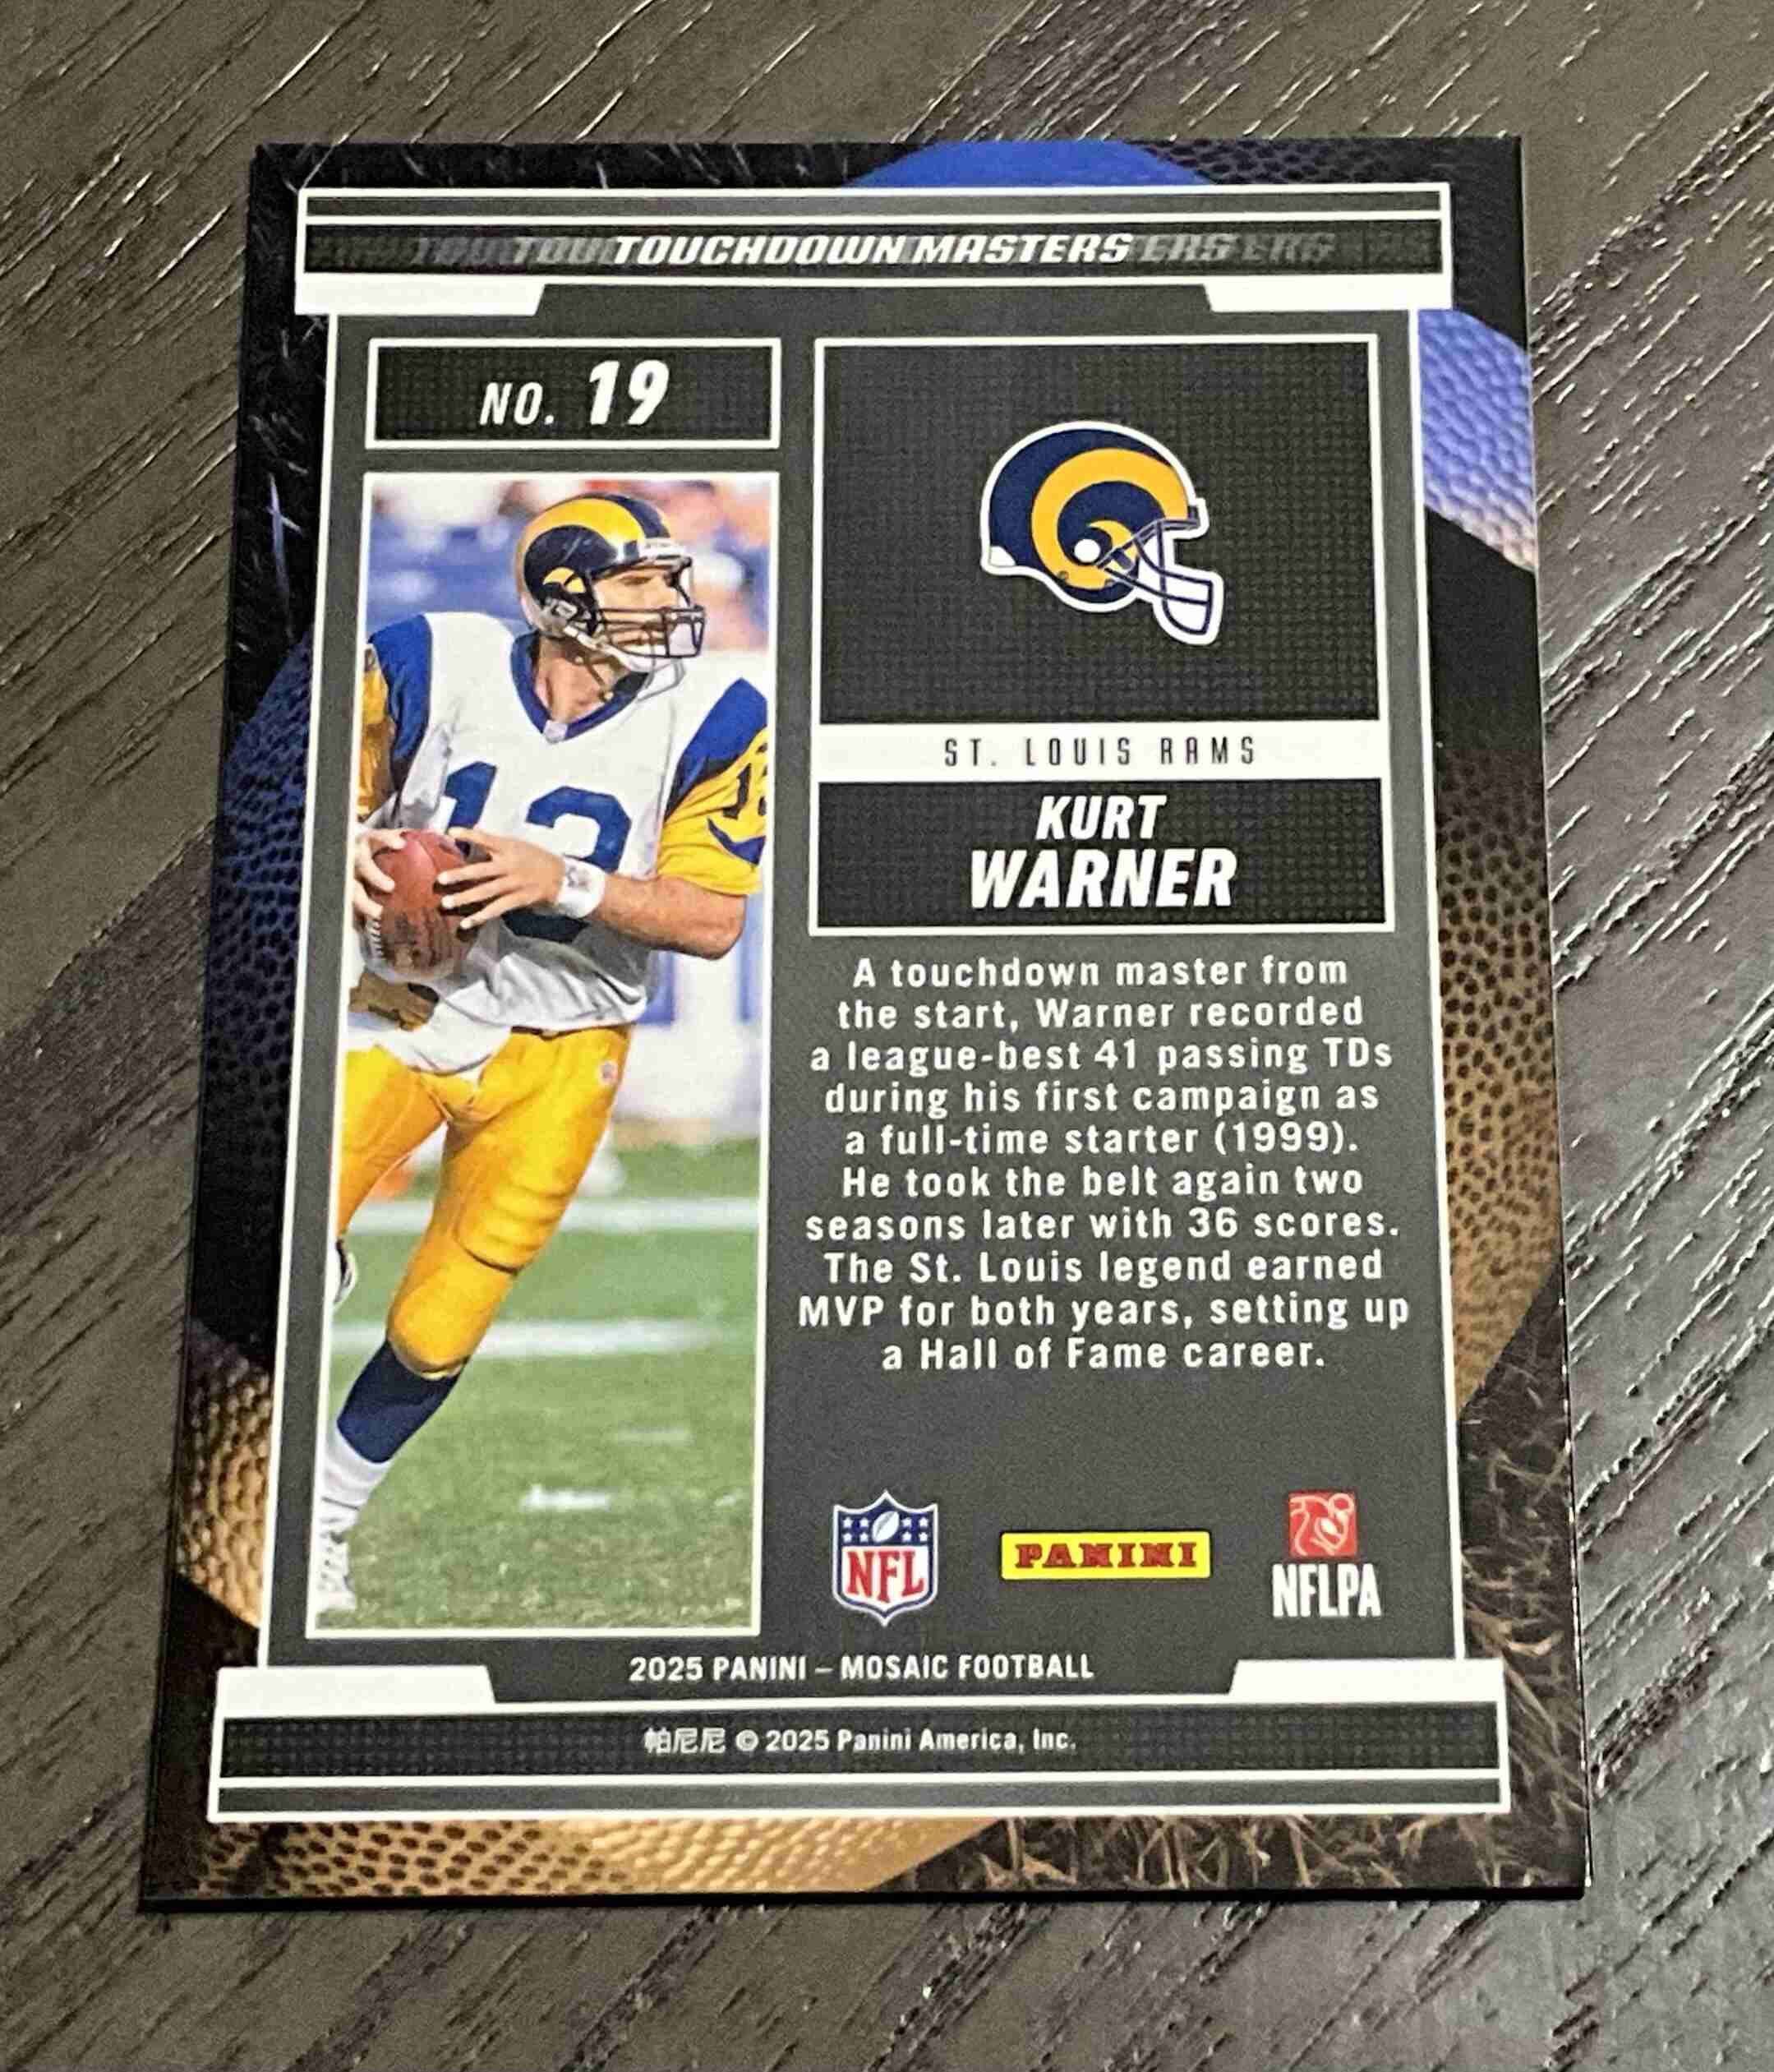 TOUCHDOWN MASTERS
NO. 19
ST. LOUIS RAMS
KURT
WARNER
A touchdown master from
the start, Warner recorded
a league-best 41 passing TDs
during his first campaign as
a full-time starter (1999).
He took the belt again two
seasons later with 36 scores.
The St. Louis legend earned
MVP for both years, setting up
a Hall of Fame career.
13
NFL
PANINI
NFLPA
2025 PANINI – MOSAIC FOOTBALL
帕尼尼 © 2025 Panini America, Inc.